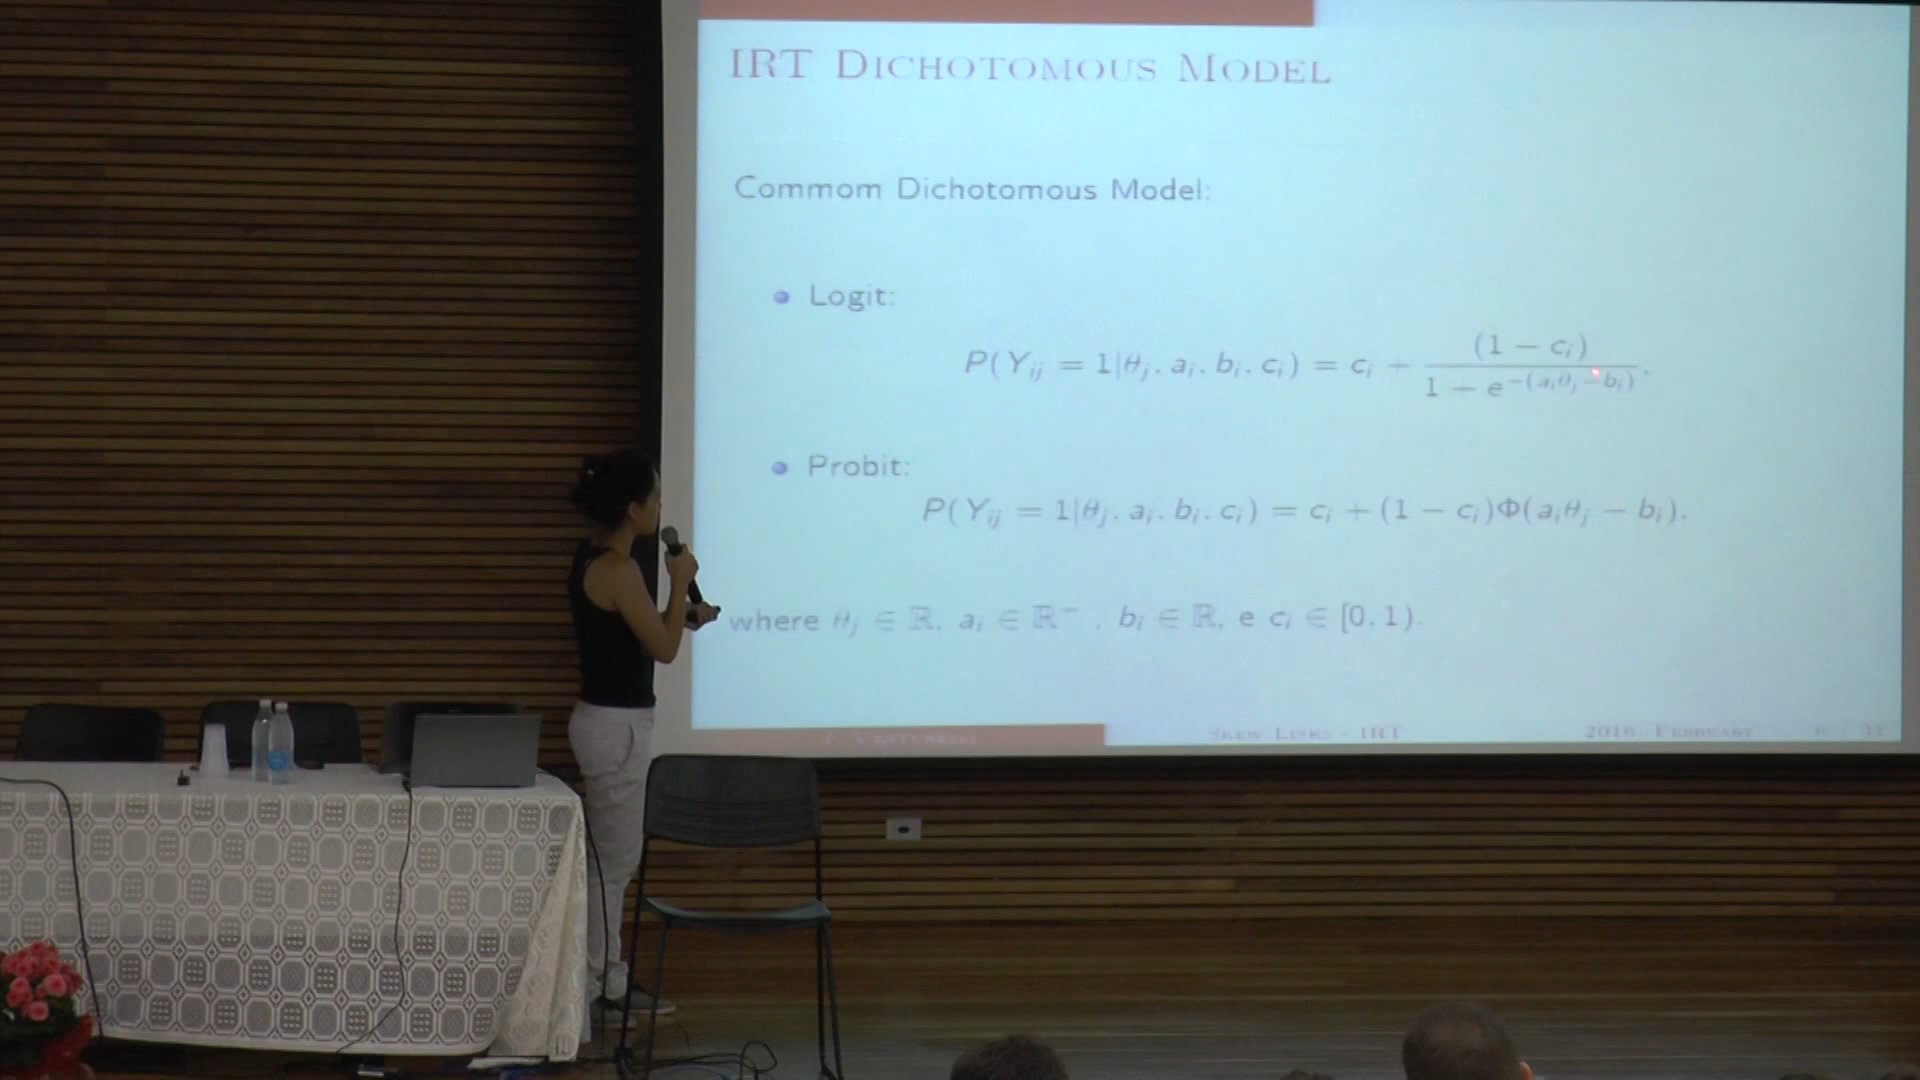 IRT DICHOTOMOUS MODEL
Commom Dichotomous Model:
Logit:
P(Y_ij = 1|θ_j, a_i, b_i, c_i) = c_i + (1 − c_i) / (1 + e^−(a_iθ_j − b_i)).
Probit:
P(Y_ij = 1|θ_j, a_i, b_i, c_i) = c_i + (1 − c_i)Φ(a_iθ_j − b_i).
where θ_j ∈ ℝ, a_i ∈ ℝ⁺, b_i ∈ ℝ, e c_i ∈ [0, 1).
SKEW LINKS - IRT 2016, FEBRUARY